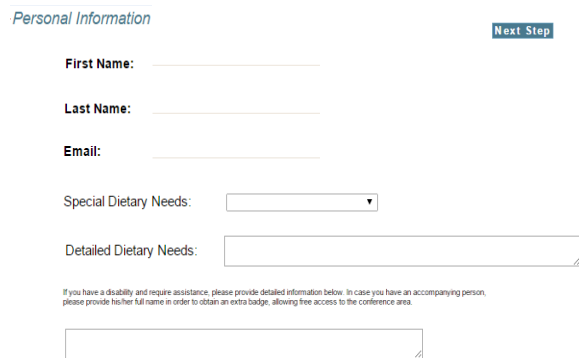 Personal Information
Next Step
First Name:
Last Name:
Email:
Special Dietary Needs:
Detailed Dietary Needs:
If you have a disability and require assistance, please provide detailed information below. In case you have an accompanying person,
please provide his/her full name in order to obtain an extra badge, allowing free access to the conference area.